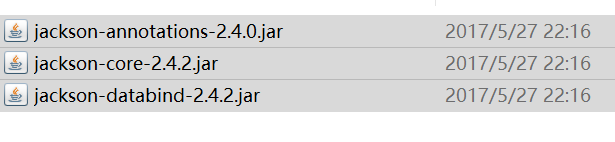 jackson-annotations-2.4.0.jar 2017/5/27 22:16
jackson-core-2.4.2.jar 2017/5/27 22:16
jackson-databind-2.4.2.jar 2017/5/27 22:16